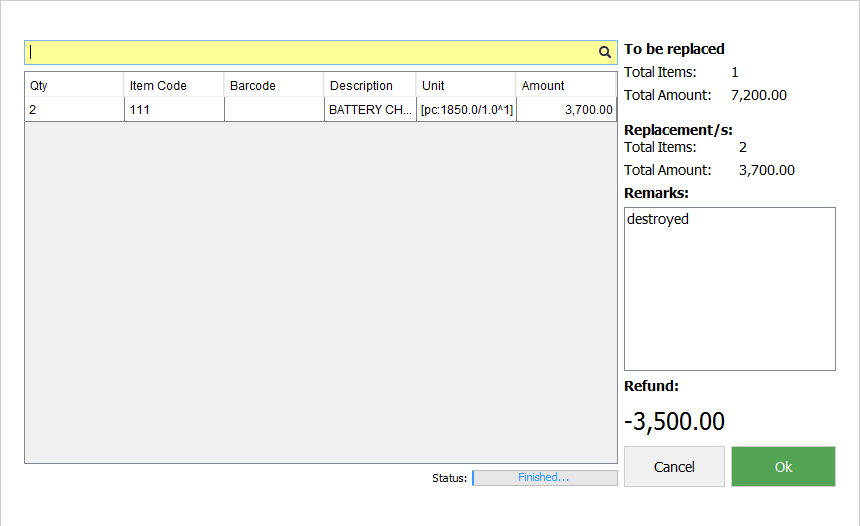 Qty Item Code Barcode Description Unit Amount
2 111 BATTERY CH... [pc:1850.0/1.0^1] 3,700.00
Status: Finished...
To be replaced
Total Items: 1
Total Amount: 7,200.00
Replacement/s:
Total Items: 2
Total Amount: 3,700.00
Remarks:
destroyed
Refund:
-3,500.00
Cancel Ok